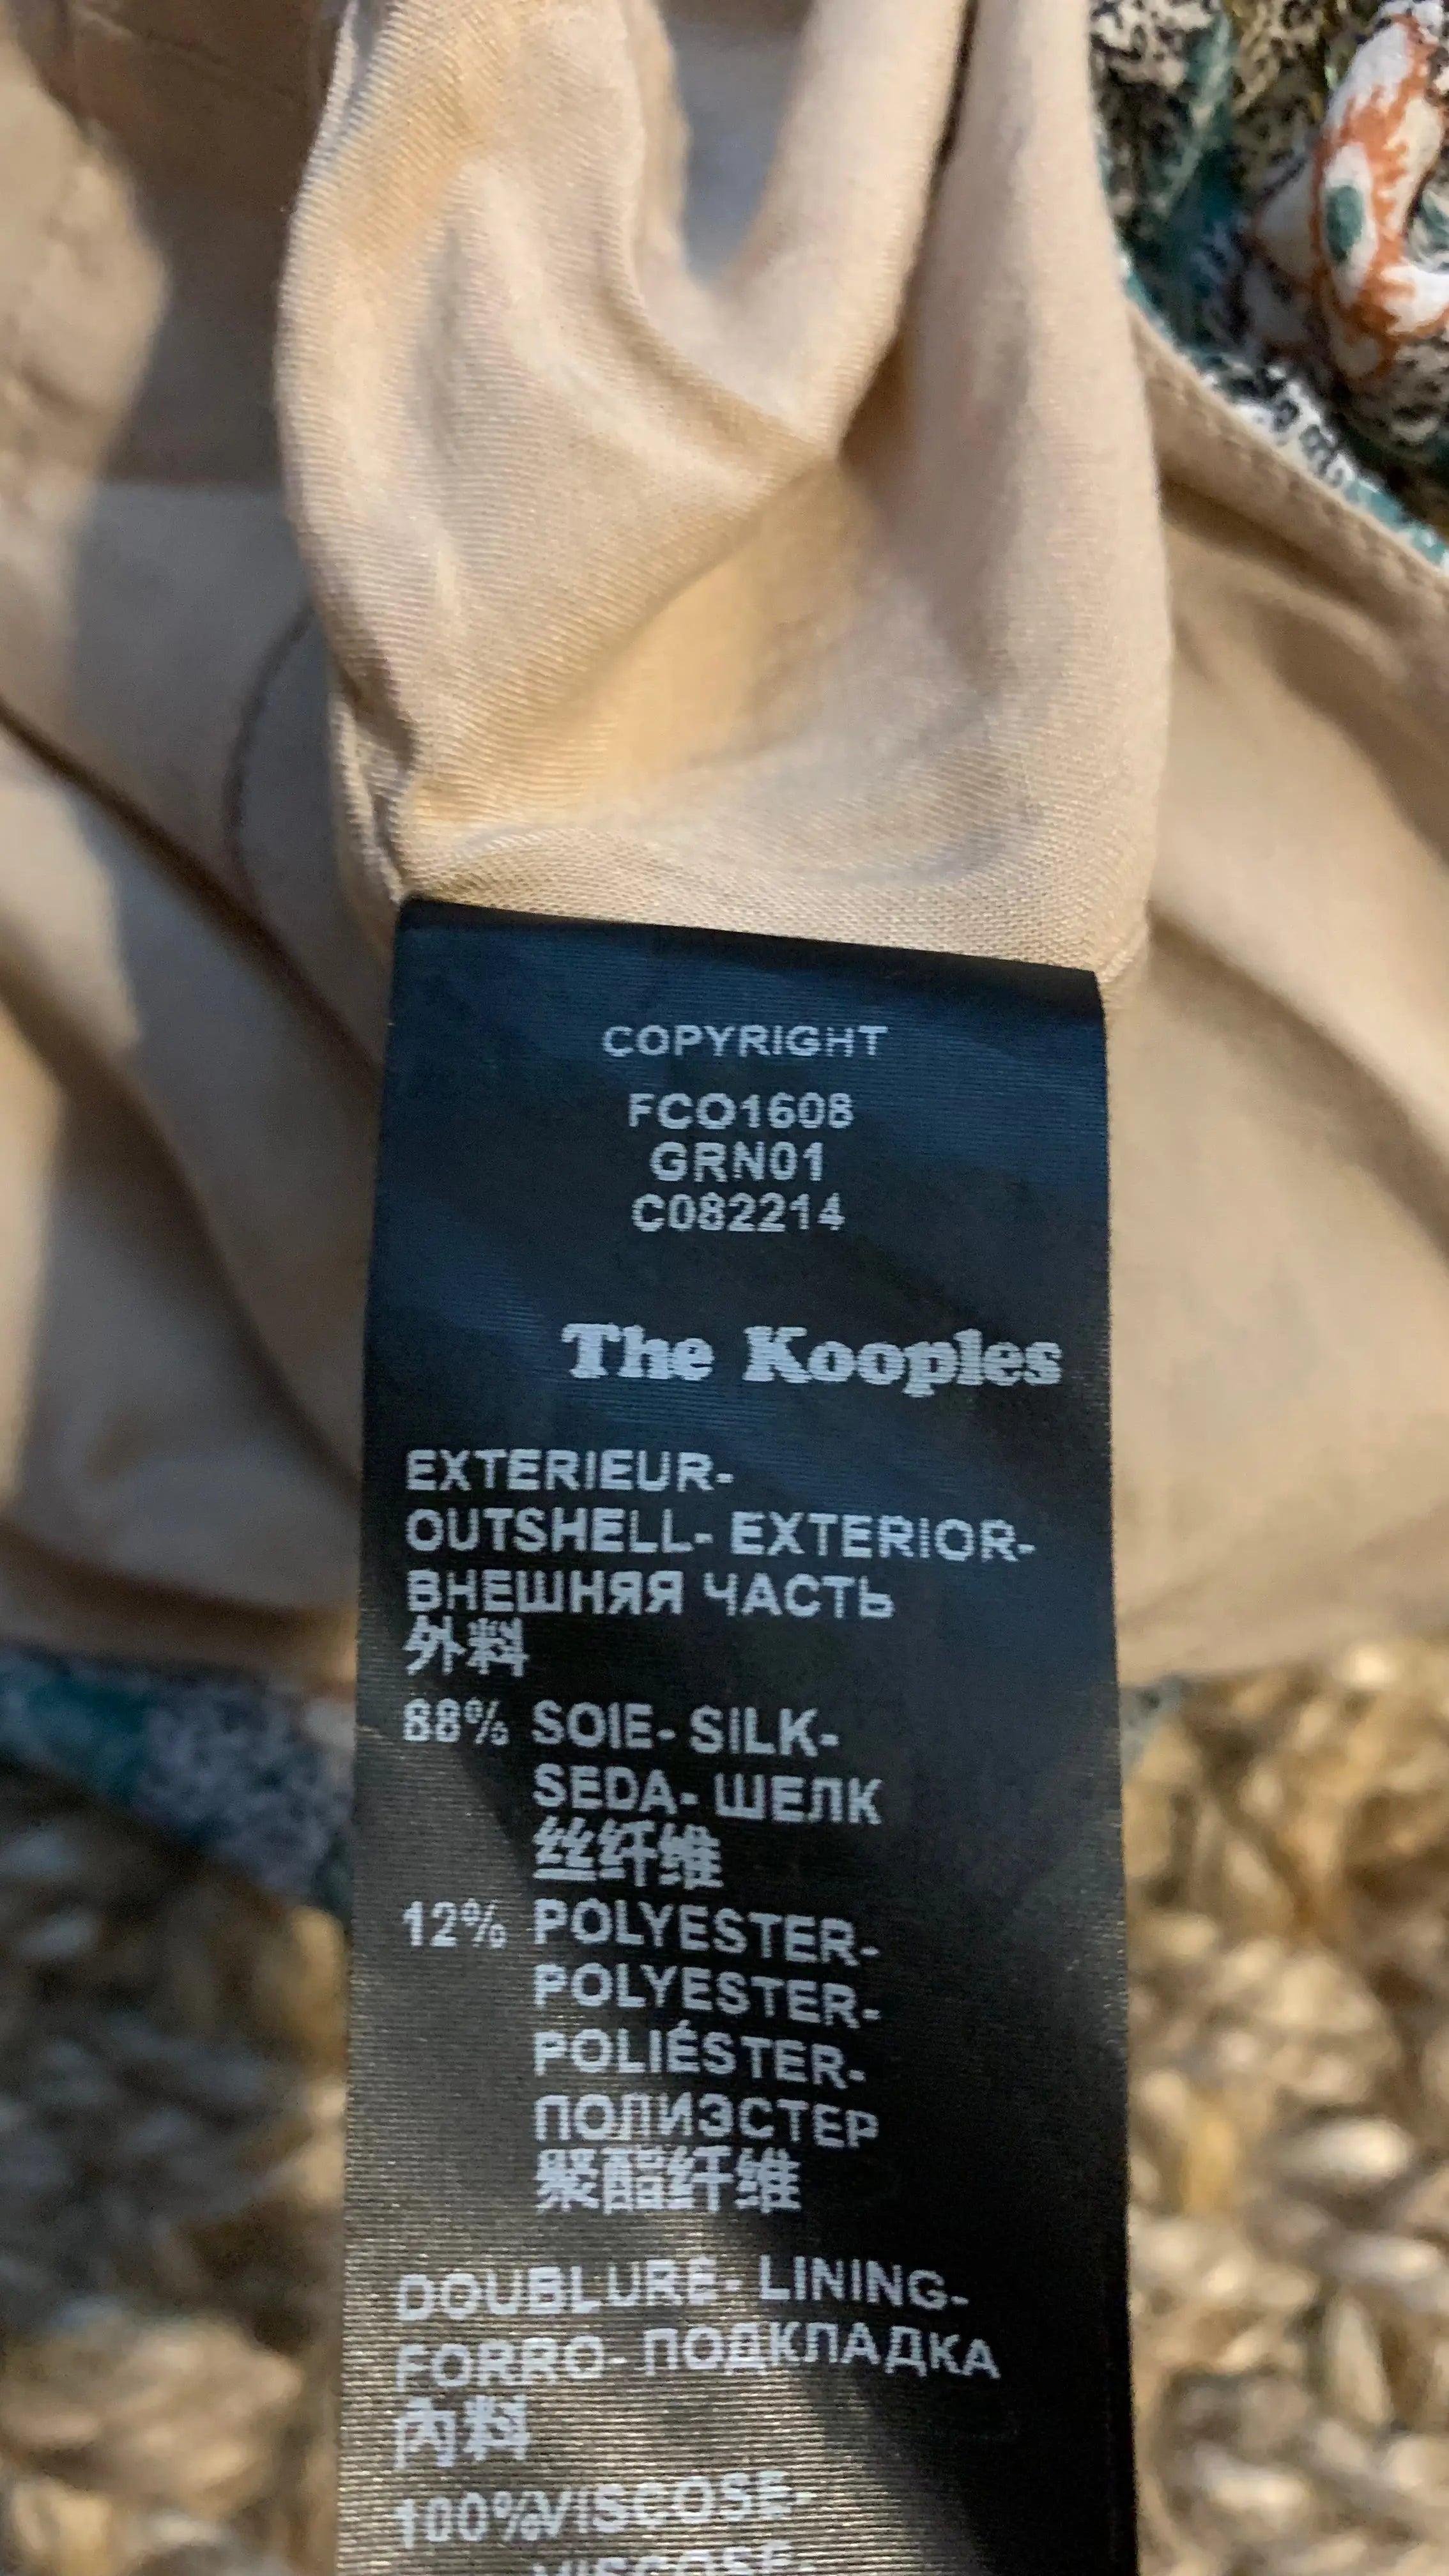 COPYRIGHT
FCO1608
GRN01
C082214
The Kooples
EXTERIEUR-
OUTSHELL- EXTERIOR-
ВНЕШНЯЯ ЧАСТЬ
外料
88% SOIE- SILK-
SEDA- ШЕЛК
丝纤维
12% POLYESTER-
POLYESTER-
POLIÉSTER-
ПОЛИЭСТЕР
聚酯纤维
DOUBLURE- LINING-
FORRO- ПОДКЛАДКА
内料
100%VISCOSE-
VISCOSE-